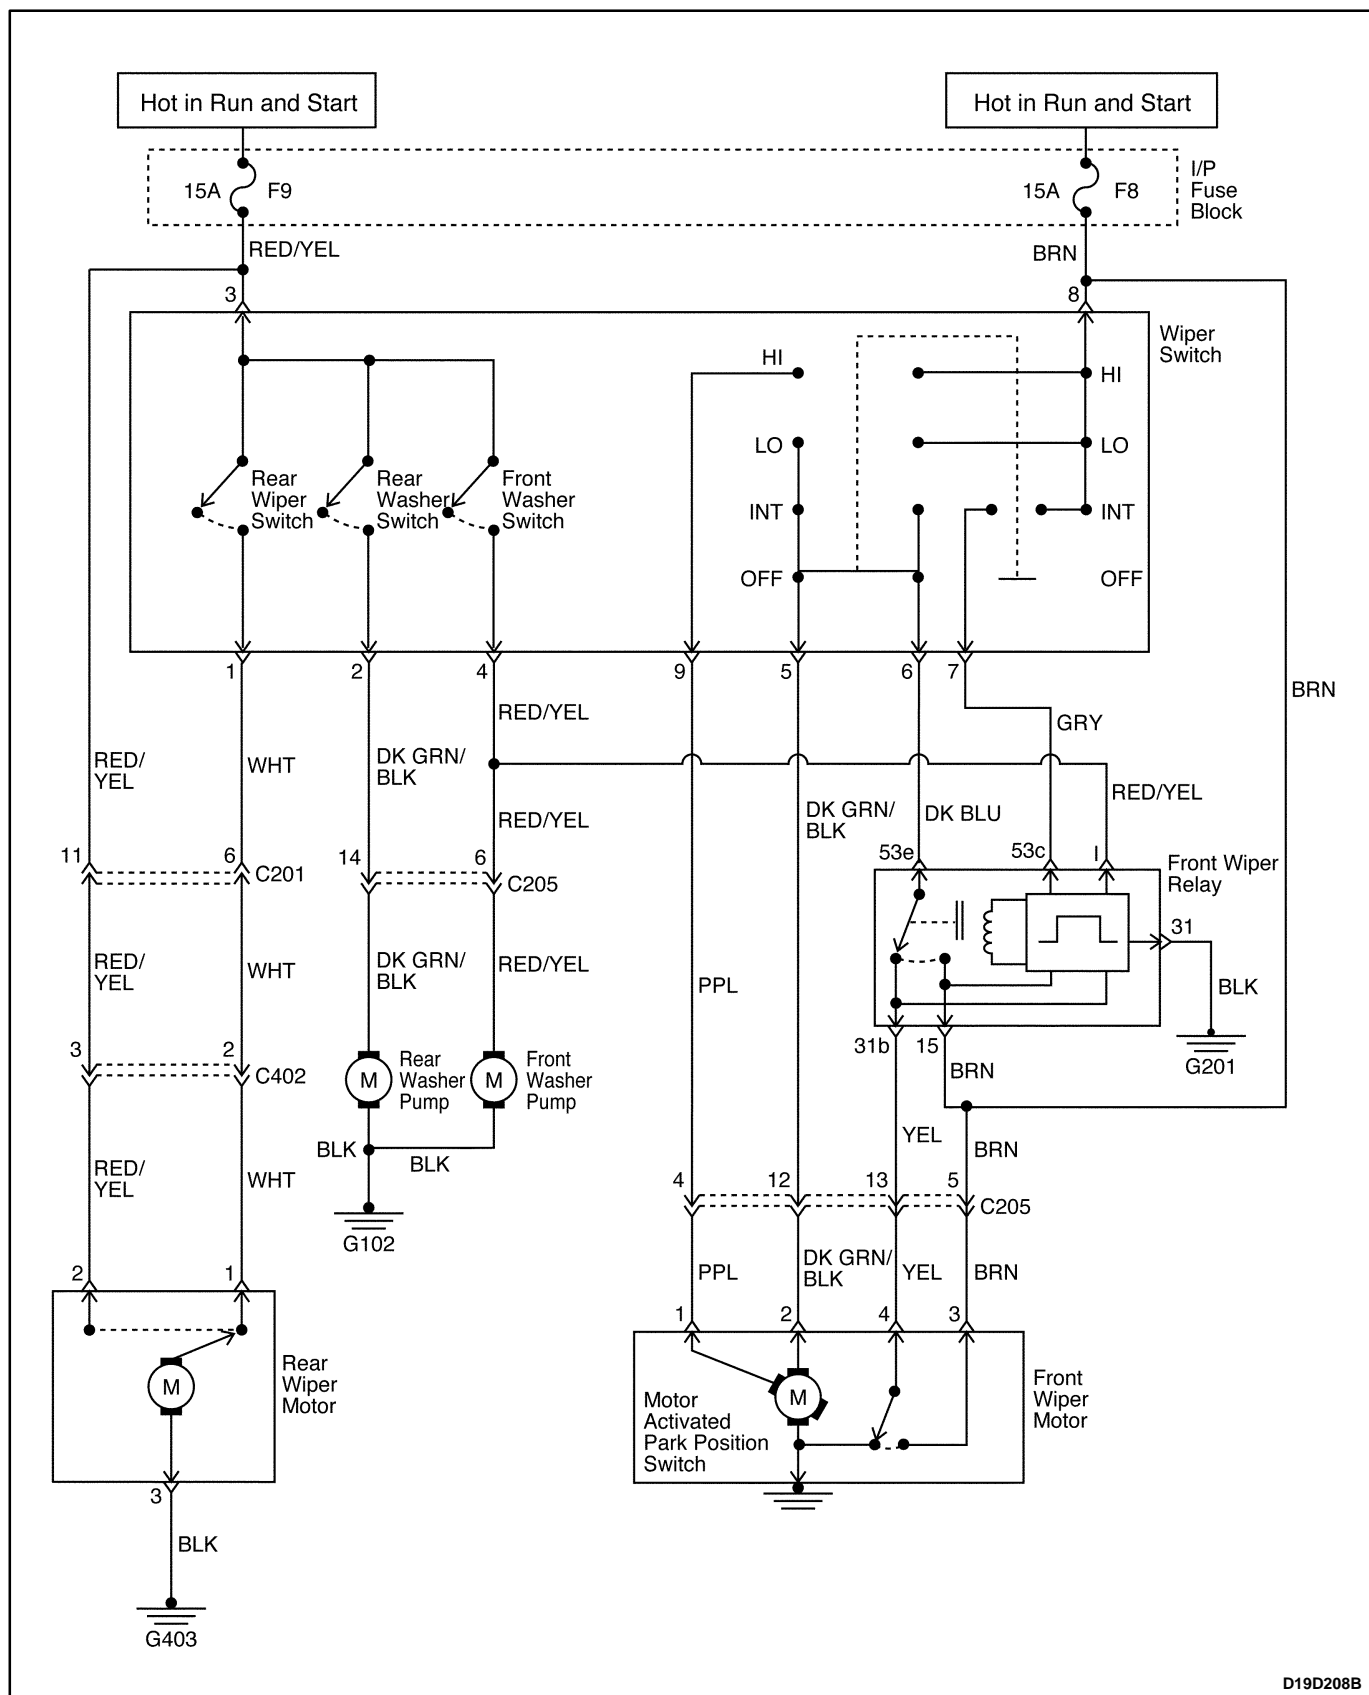 Hot in Run and Start
Hot in Run and Start
15A F9
15A F8
I/P
Fuse
Block
RED/YEL
BRN
3
8
Wiper
Switch
HI
HI
LO
LO
Rear
Wiper
Switch
Rear
Washer
Switch
Front
Washer
Switch
INT
INT
OFF
OFF
1
2
4
9
5
6
7
BRN
RED/YEL
GRY
RED/
YEL
WHT
DK GRN/
BLK
RED/YEL
DK GRN/
BLK
DK BLU
RED/YEL
11
6
C201
14
6
C205
53e
53c
I
Front Wiper
Relay
31
RED/
YEL
WHT
DK GRN/
BLK
RED/YEL
PPL
BLK
G201
31b
15
BRN
3
2
C402
M
Rear
Washer
Pump
M
Front
Washer
Pump
BLK
BLK
YEL
BRN
RED/
YEL
WHT
4
12
13
5
C205
G102
PPL
DK GRN/
BLK
YEL
BRN
2
1
1
2
4
3
M
Rear
Wiper
Motor
M
Motor
Activated
Park Position
Switch
Front
Wiper
Motor
3
BLK
G403
D19D208B